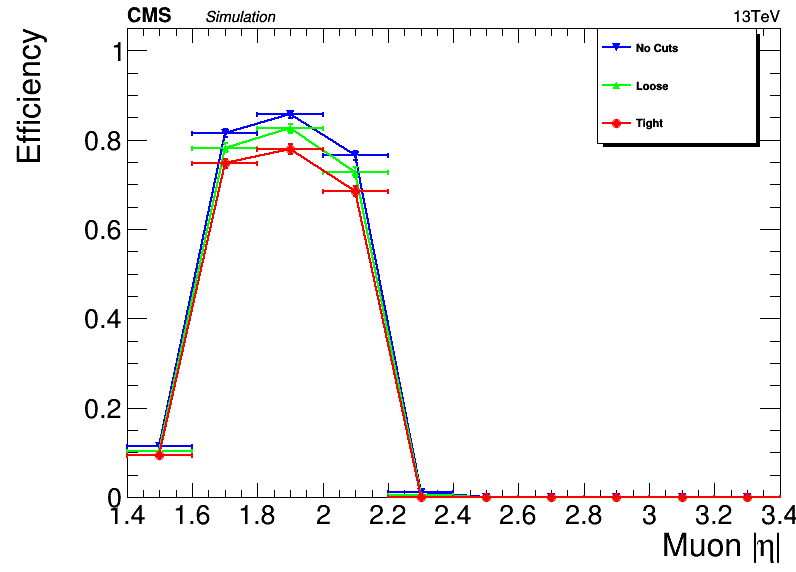 CMS Simulation 13TeV
Efficiency
1
0.8
0.6
0.4
0.2
0
No Cuts
Loose
Tight
1.4 1.6 1.8 2 2.2 2.4 2.6 2.8 3 3.2 3.4
Muon |η|